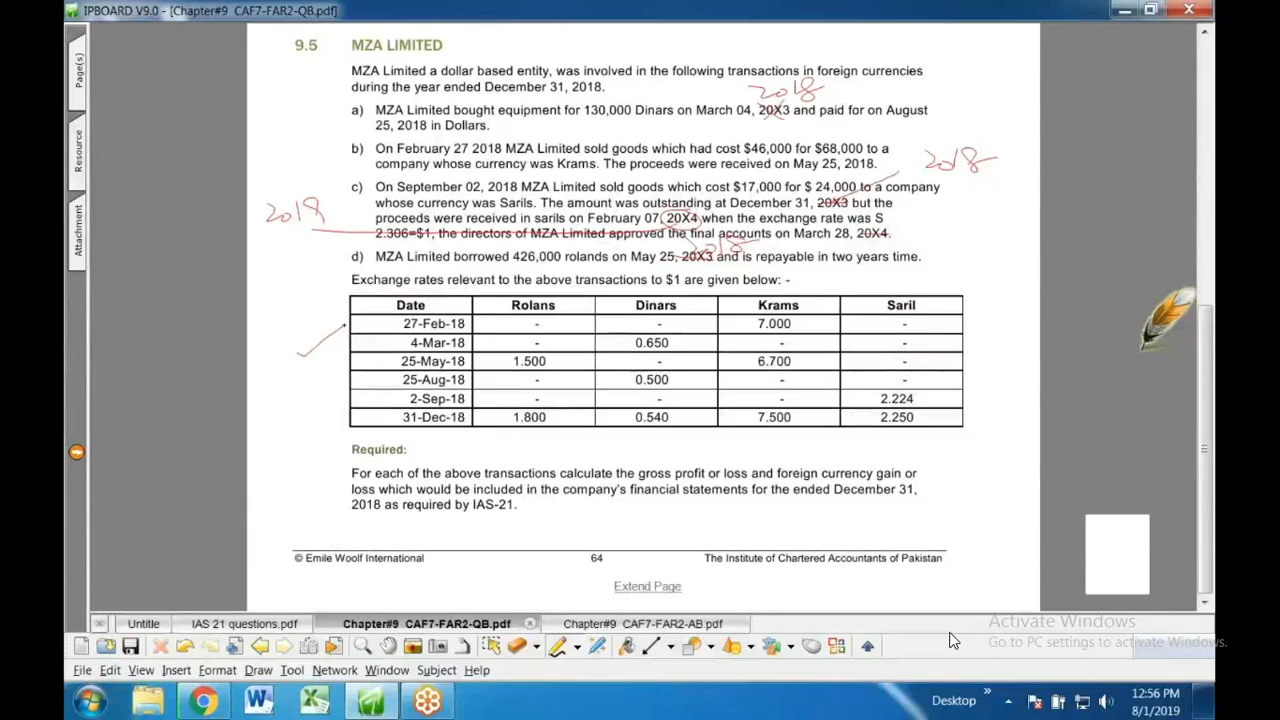 IPBOARD V9.0 - [Chapter#9 CAF7-FAR2-QB.pdf]
Page(s)
Resource
Attachment
9.5 MZA LIMITED
MZA Limited a dollar based entity, was involved in the following transactions in foreign currencies
during the year ended December 31, 2018.
2018
a) MZA Limited bought equipment for 130,000 Dinars on March 04, 20X3 and paid for on August
25, 2018 in Dollars.
b) On February 27 2018 MZA Limited sold goods which had cost $46,000 for $68,000 to a
company whose currency was Krams. The proceeds were received on May 25, 2018.
2018
c) On September 02, 2018 MZA Limited sold goods which cost $17,000 for $ 24,000 to a company
whose currency was Sarils. The amount was outstanding at December 31, 20X3 but the
2019
proceeds were received in sarils on February 07, 20X4 when the exchange rate was S
2.306=$1, the directors of MZA Limited approved the final accounts on March 28, 20X4.
2018
d) MZA Limited borrowed 426,000 rolands on May 25, 20X3 and is repayable in two years time.
Exchange rates relevant to the above transactions to $1 are given below: -
Date Rolans Dinars Krams Saril
27-Feb-18 - - 7.000 -
4-Mar-18 - 0.650 - -
25-May-18 1.500 - 6.700 -
25-Aug-18 - 0.500 - -
2-Sep-18 - - - 2.224
31-Dec-18 1.800 0.540 7.500 2.250
Required:
For each of the above transactions calculate the gross profit or loss and foreign currency gain or
loss which would be included in the company's financial statements for the ended December 31,
2018 as required by IAS-21.
© Emile Woolf International 64 The Institute of Chartered Accountants of Pakistan
Extend Page
Untitle IAS 21 questions.pdf Chapter#9 CAF7-FAR2-QB.pdf Chapter#9 CAF7-FAR2-AB.pdf
Activate Windows
Go to PC settings to activate Windows.
File Edit View Insert Format Draw Tool Network Window Subject Help
Desktop
12:56 PM
8/1/2019